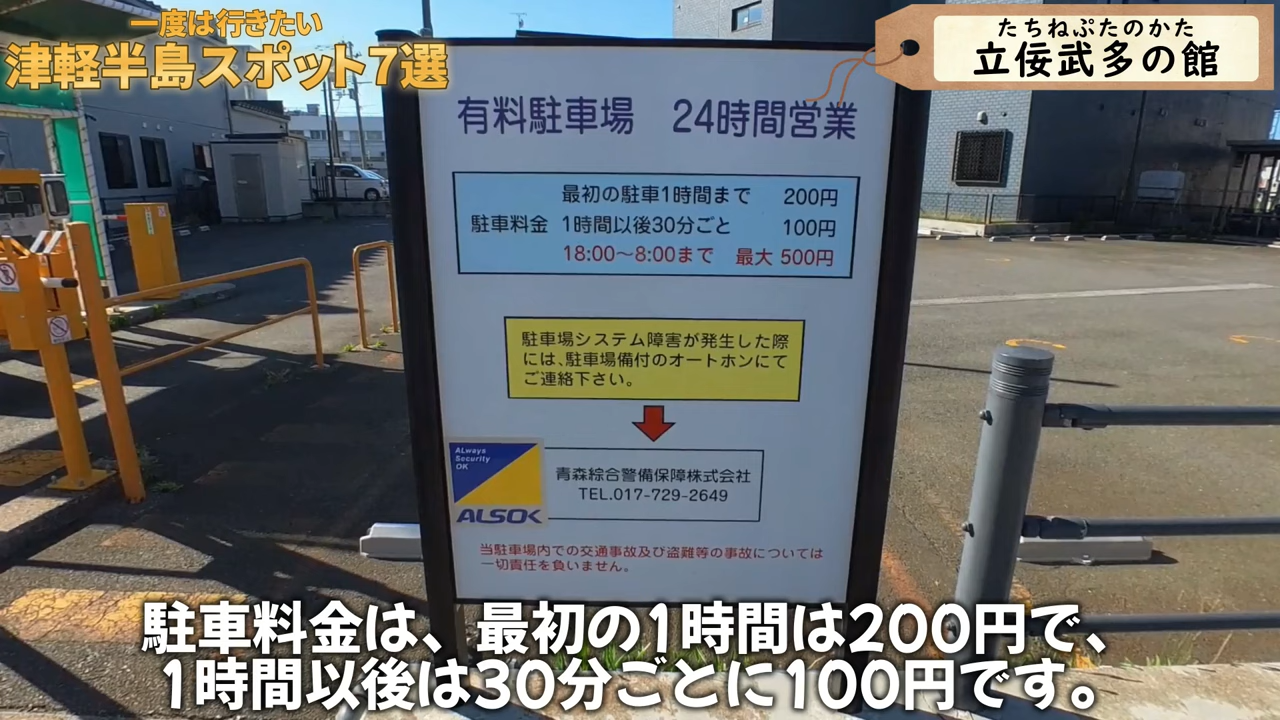 一度は行きたい
津軽半島スポット7選
たちねぷたのかた
立佞武多の館
有料駐車場 24時間営業
最初の駐車1時間まで 200円
駐車料金 1時間以後30分ごと 100円
18:00～8:00まで 最大 500円
駐車場システム障害が発生した際
には、駐車場備付のオートホンにて
ご連絡下さい。
ALways
Security
OK
ALSOK
青森綜合警備保障株式会社
TEL.017-729-2649
当駐車場内での交通事故及び盗難等の事故については
一切責任を負いません。
駐車料金は、最初の1時間は200円で、
1時間以後は30分ごとに100円です。